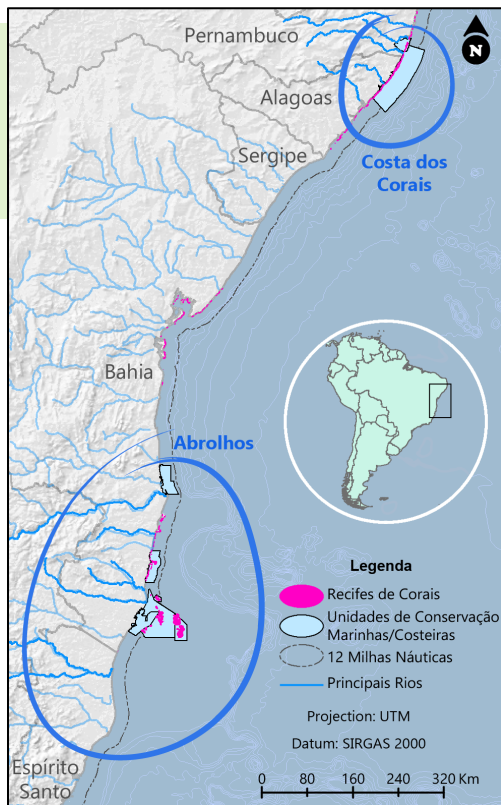 Pernambuco
N
Alagoas
Sergipe
Costa dos
Corais
Bahia
Abrolhos
Legenda
Recifes de Corais
Unidades de Conservação
Marinhas/Costeiras
12 Milhas Náuticas
Principais Rios
Projection: UTM
Datum: SIRGAS 2000
Espírito
Santo
0 80 160 240 320 Km